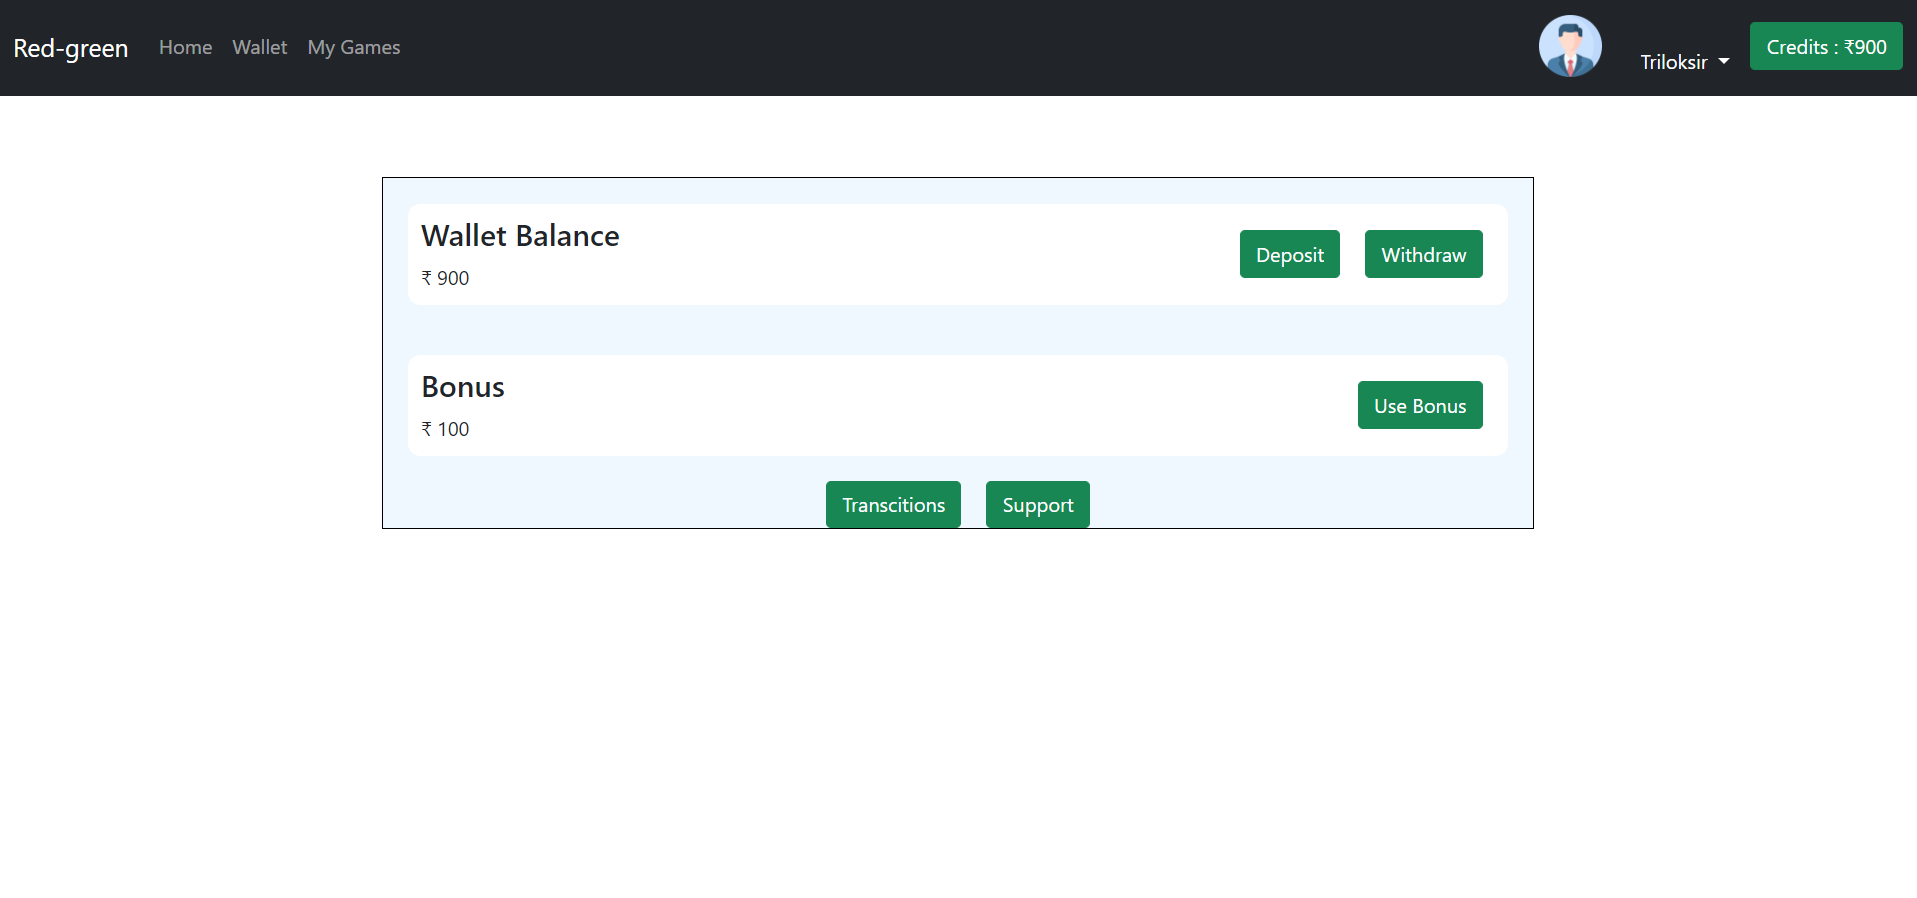 Red-green Home Wallet My Games Triloksir Credits : ₹900
Wallet Balance
₹ 900
Deposit Withdraw
Bonus
₹ 100
Use Bonus
Transcitions Support